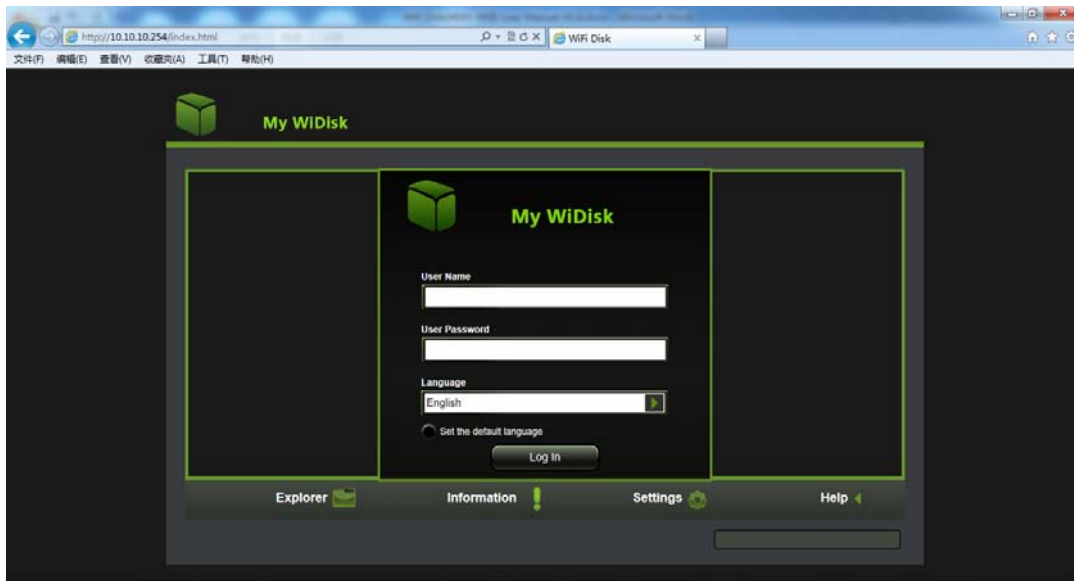 http://10.10.10.254/index.html
WiFi Disk
文件(F) 编辑(E) 查看(V) 收藏夹(A) 工具(T) 帮助(H)
My WiDisk
My WiDisk
User Name
User Password
Language
English
Set the default language
Log In
Explorer Information Settings Help